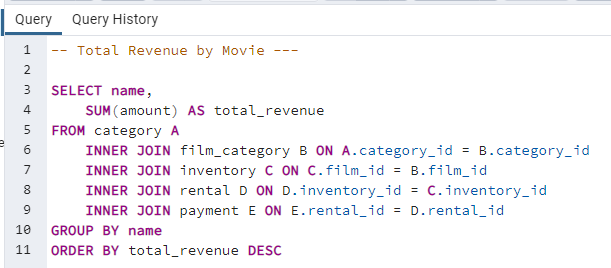 Query Query History
1 -- Total Revenue by Movie ---
2
3 SELECT name,
4 SUM(amount) AS total_revenue
5 FROM category A
6 INNER JOIN film_category B ON A.category_id = B.category_id
7 INNER JOIN inventory C ON C.film_id = B.film_id
8 INNER JOIN rental D ON D.inventory_id = C.inventory_id
9 INNER JOIN payment E ON E.rental_id = D.rental_id
10 GROUP BY name
11 ORDER BY total_revenue DESC